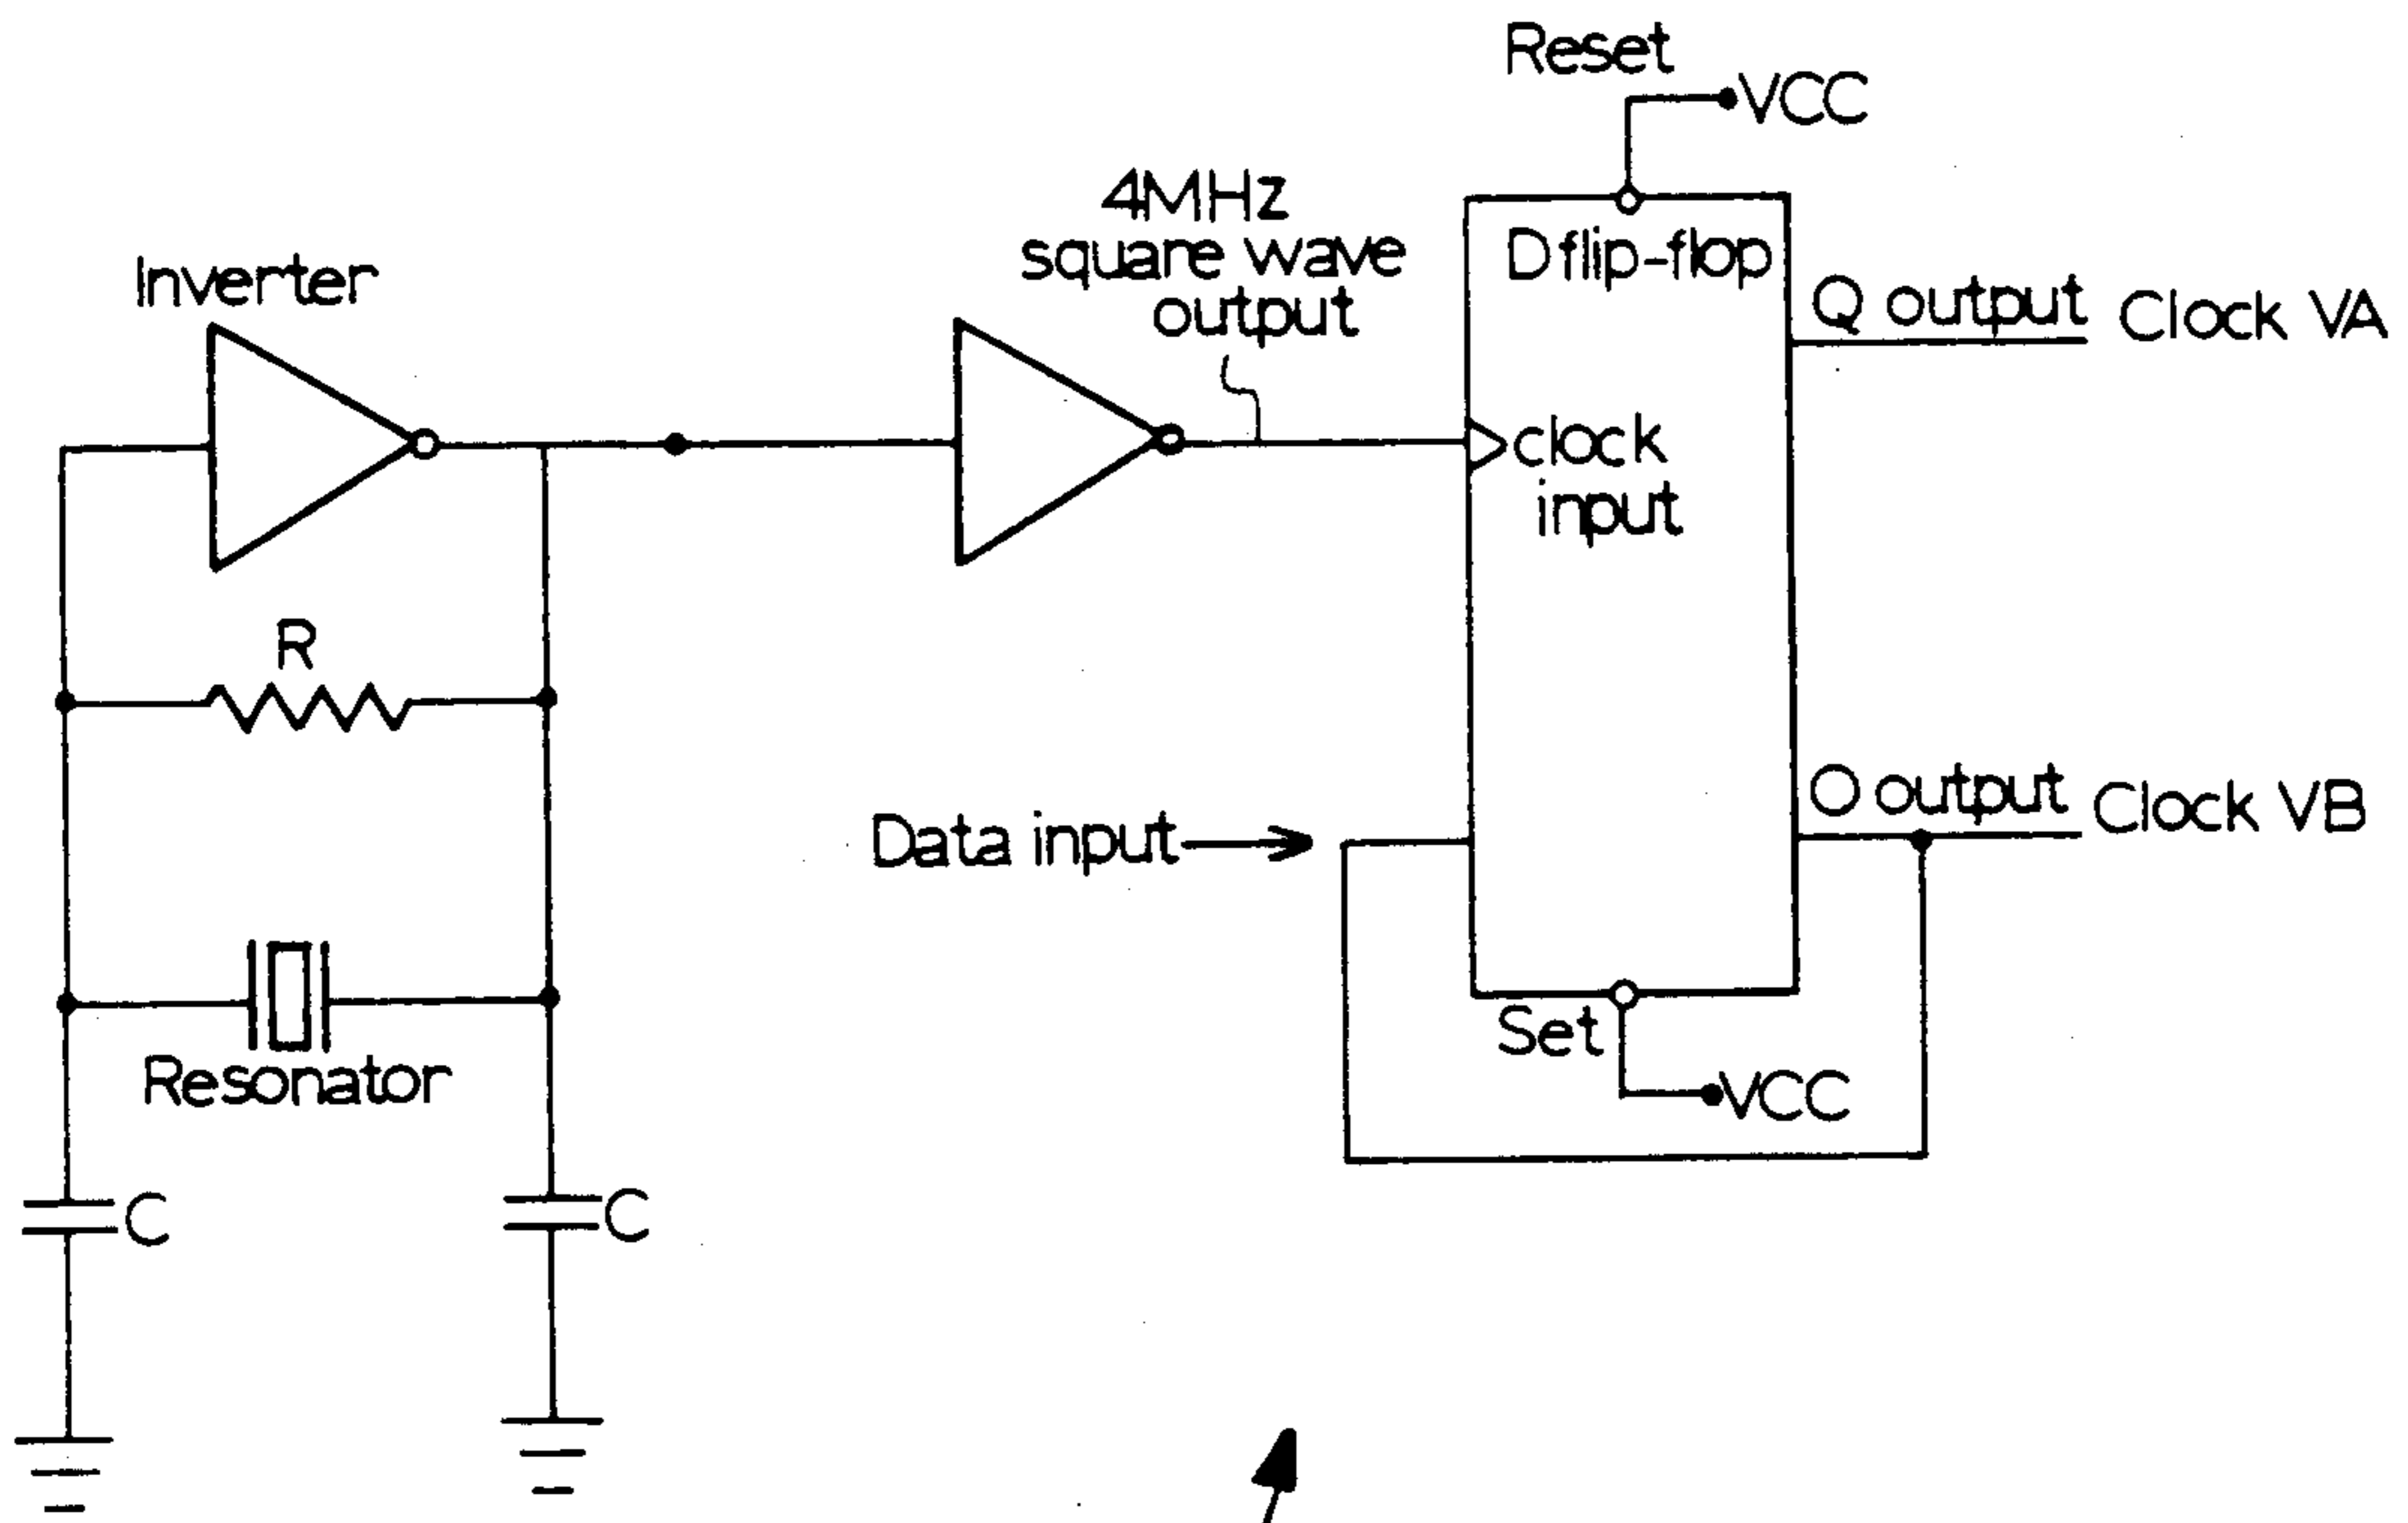 Reset
VCC
4MHz
square wave
output
Inverter
D flip-flop
Q output Clock VA
clock
input
R
Data input
O output Clock VB
Set
VCC
Resonator
C
C